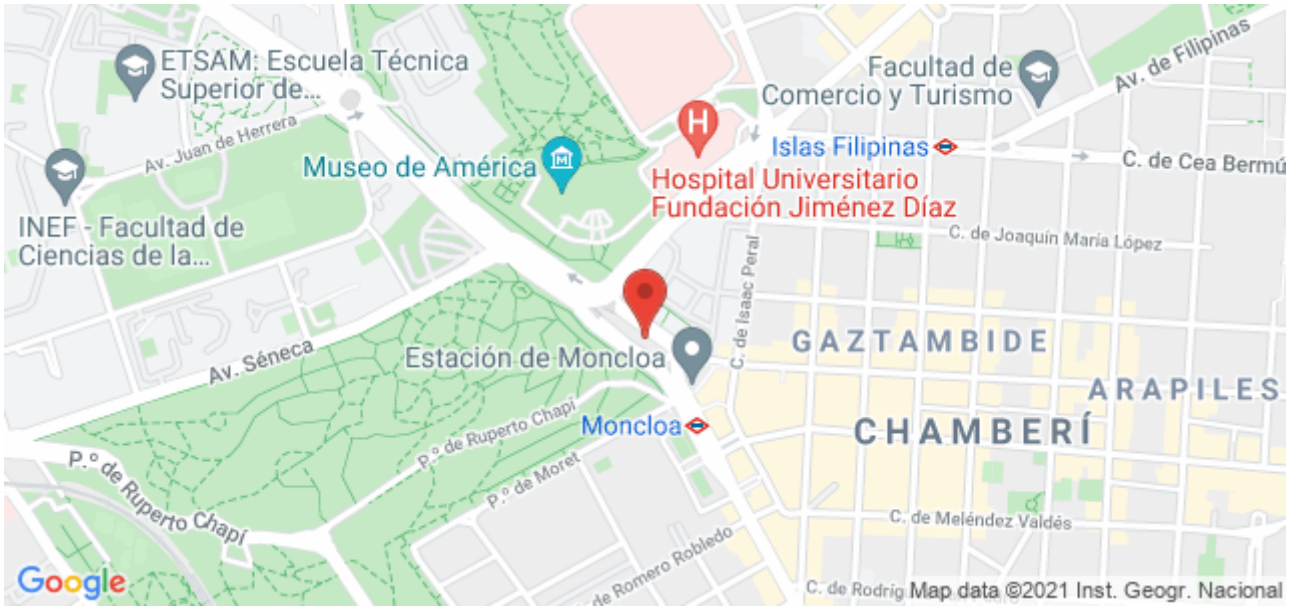 ETSAM: Escuela Técnica
Superior de...
Facultad de
Comercio y Turismo
Av. de Filipinas
Av. Juan de Herrera
H
Islas Filipinas
C. de Cea Bermú
Museo de América
M
Hospital Universitario
Fundación Jiménez Díaz
INEF - Facultad de
Ciencias de la...
C. de Joaquín María López
C. de Isaac Peral
Av. Séneca
Estación de Moncloa
GAZTAMBIDE
ARAPILES
Moncloa
CHAMBERÍ
P.º de Ruperto Chapí
P.º de Moret
P.º de Ruperto Chapí
C. de Meléndez Valdés
de Romero Robledo
Google
C. de Rodríg
Map data ©2021 Inst. Geogr. Nacional